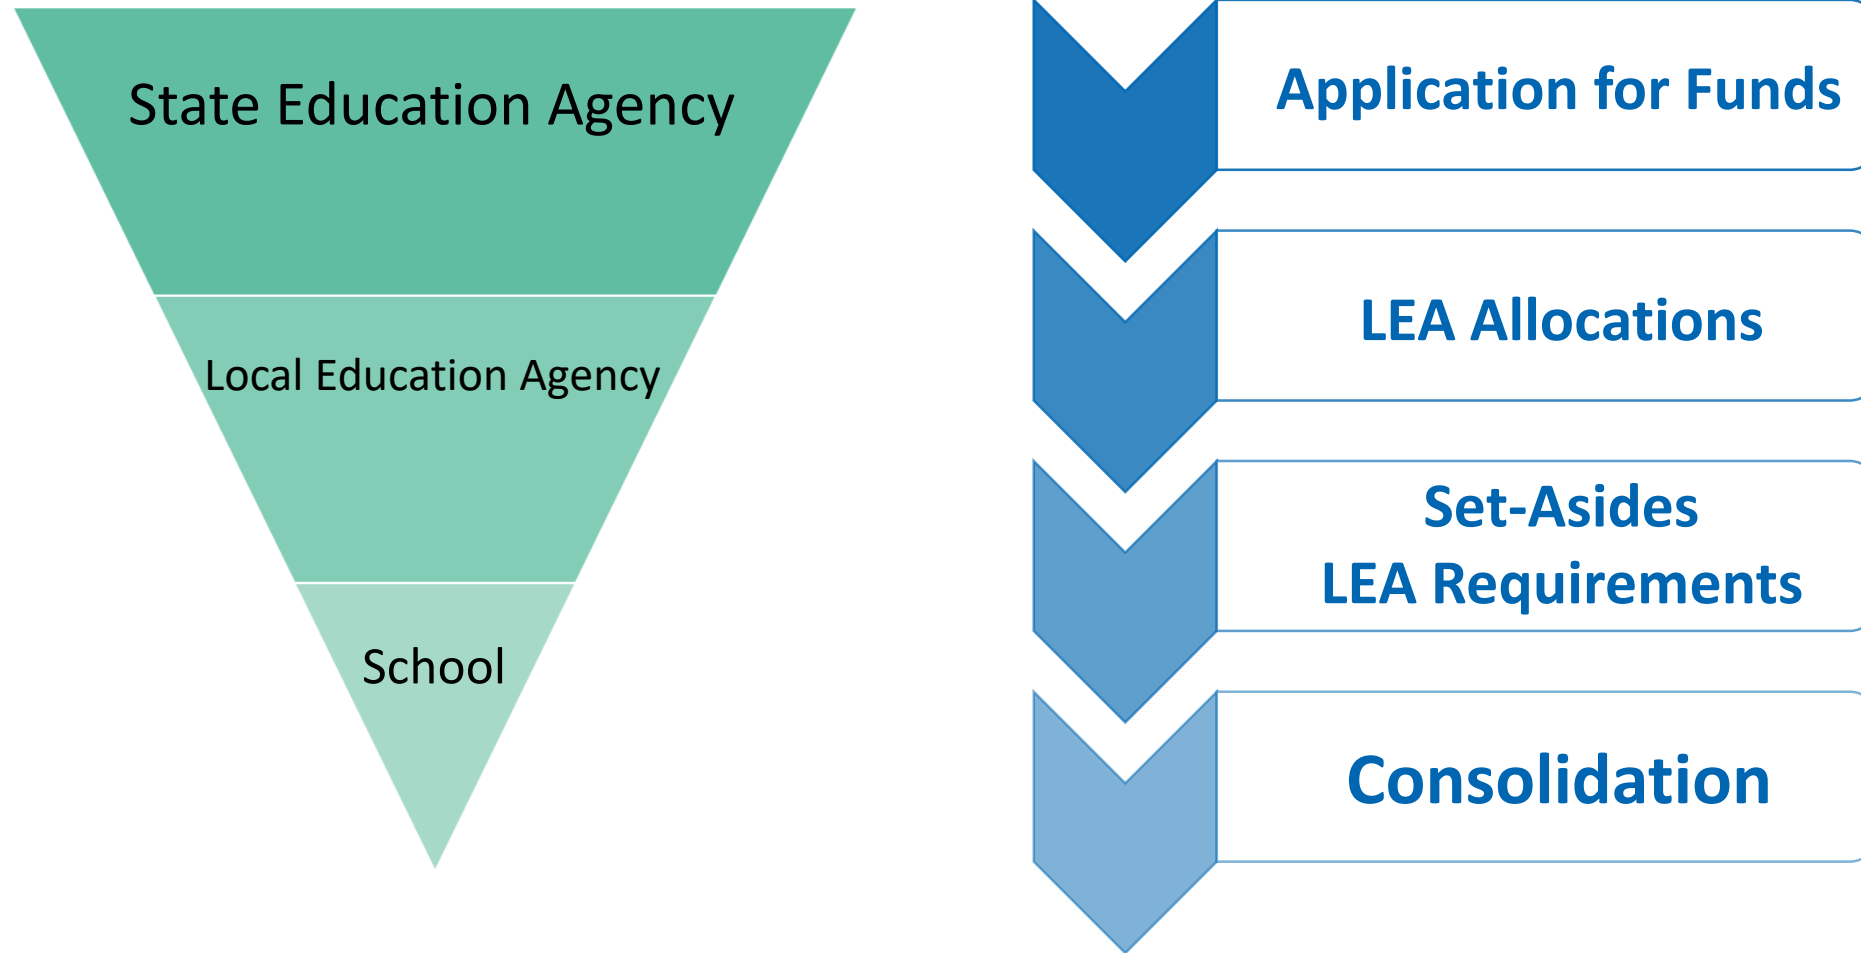 State Education Agency
Local Education Agency
School
Application for Funds
LEA Allocations
Set-Asides
LEA Requirements
Consolidation